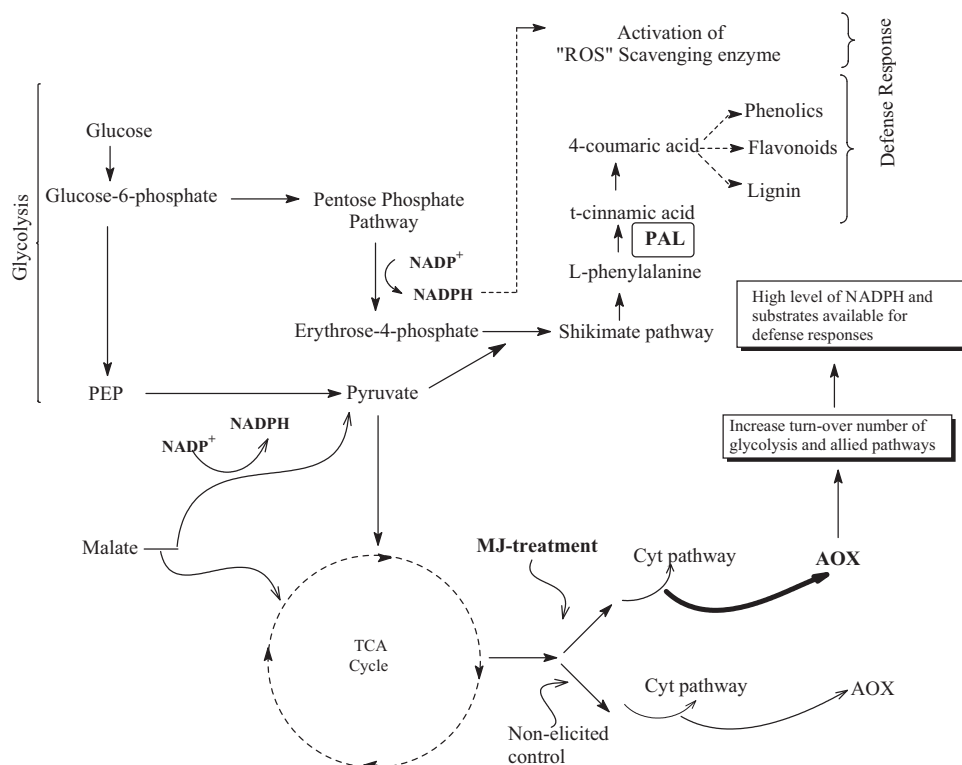 Activation of
"ROS" Scavenging enzyme
Defense Response
Glycolysis
Glucose
Glucose-6-phosphate
Pentose Phosphate
Pathway
NADP+
NADPH
Erythrose-4-phosphate
Shikimate pathway
L-phenylalanine
PAL
t-cinnamic acid
4-coumaric acid
Phenolics
Flavonoids
Lignin
PEP
Pyruvate
NADP+
NADPH
Malate
TCA
Cycle
MJ-treatment
Non-elicited
control
Cyt pathway
AOX
Cyt pathway
AOX
Increase turn-over number of
glycolysis and allied pathways
High level of NADPH and
substrates available for
defense responses